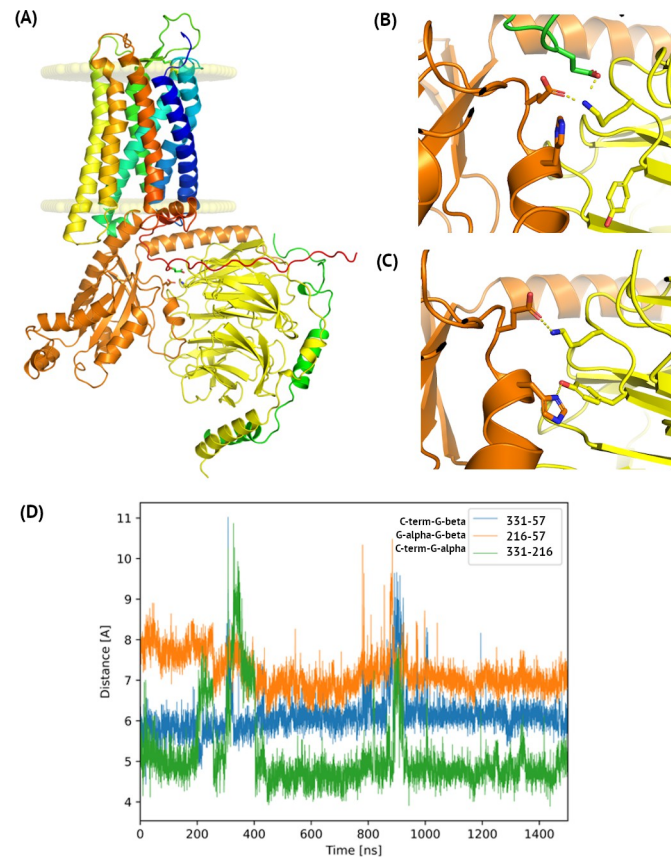 (A)
(B)
(C)
(D)
C-term-G-beta 331-57
G-alpha-G-beta 216-57
C-term-G-alpha 331-216
11
10
9
8
7
6
5
4
Distance [A]
0 200 400 600 800 1000 1200 1400
Time [ns]